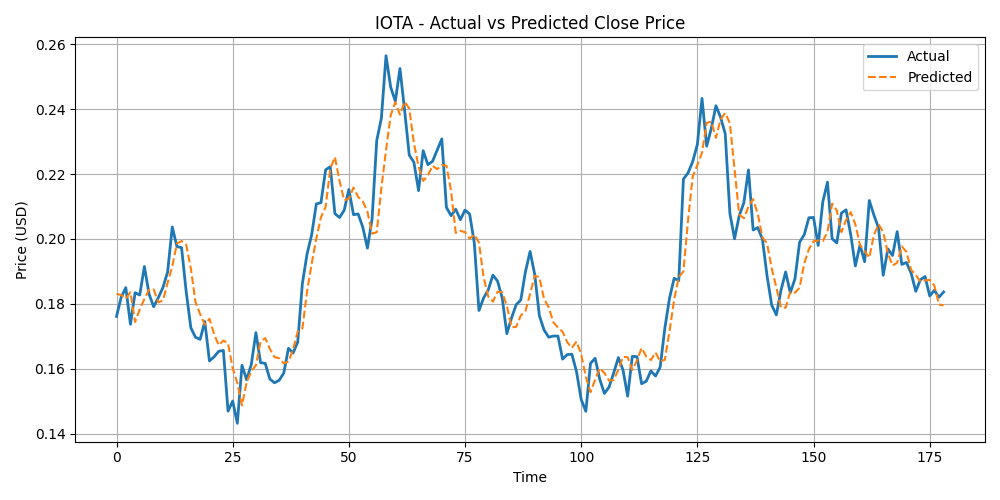 IOTA - Actual vs Predicted Close Price
Actual
Predicted
0.26
0.24
0.22
0.20
0.18
0.16
0.14
Price (USD)
0 25 50 75 100 125 150 175
Time